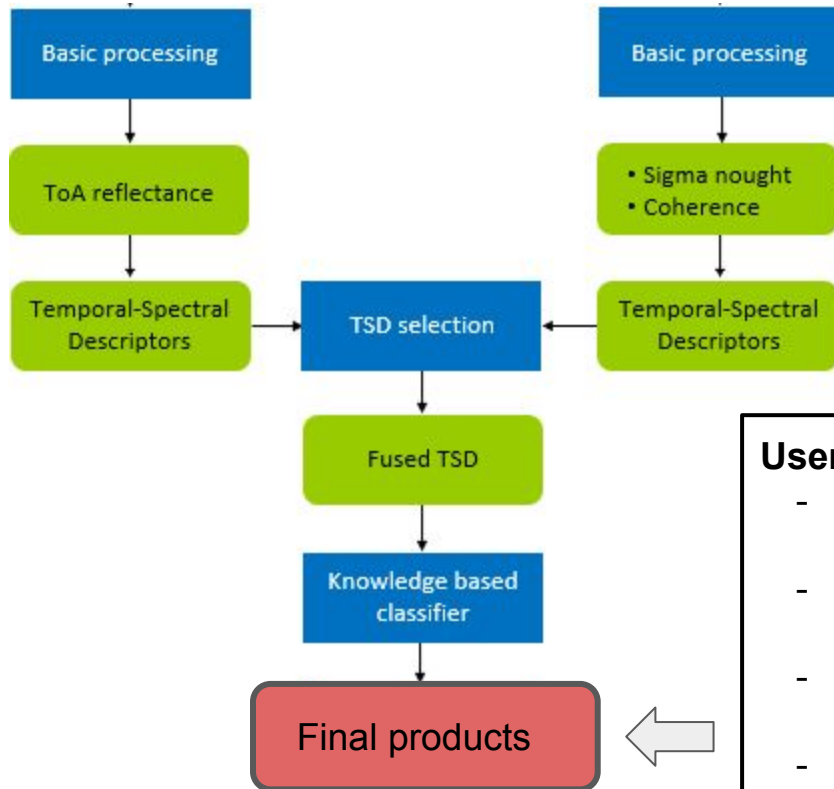 Basic processing
Basic processing
ToA reflectance
• Sigma nought
• Coherence
Temporal-Spectral
Descriptors
TSD selection
Temporal-Spectral
Descriptors
Fused TSD
User
-
-
-
-
Knowledge based
classifier
Final products